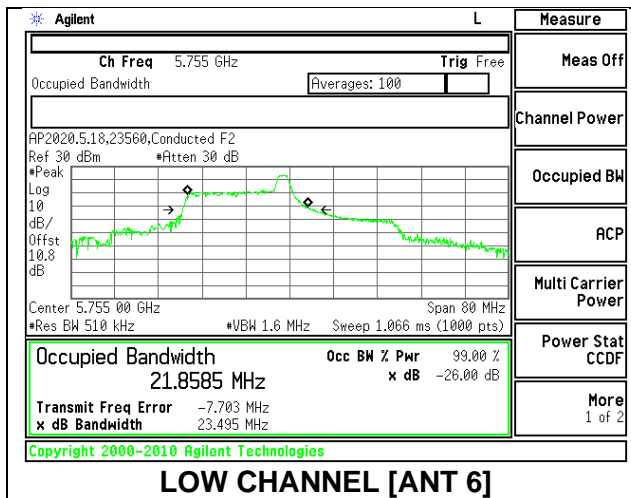 Agilent L Measure
Ch Freq 5.755 GHz Trig Free
Meas Off
Occupied Bandwidth Averages: 100
Channel Power
AP2020.5.18,23560,Conducted F2
Ref 30 dBm #Atten 30 dB
#Peak
Log
10
dB/
Offst
10.8
dB
Occupied BW
ACP
Multi Carrier
Power
Center 5.755 00 GHz Span 80 MHz
#Res BW 510 kHz #VBW 1.6 MHz Sweep 1.066 ms (1000 pts)
Power Stat
CCDF
Occupied Bandwidth Occ BW % Pwr 99.00 %
21.8585 MHz x dB -26.00 dB
Transmit Freq Error -7.703 MHz
x dB Bandwidth 23.495 MHz
More
1 of 2
Copyright 2000-2010 Agilent Technologies
LOW CHANNEL [ANT 6]